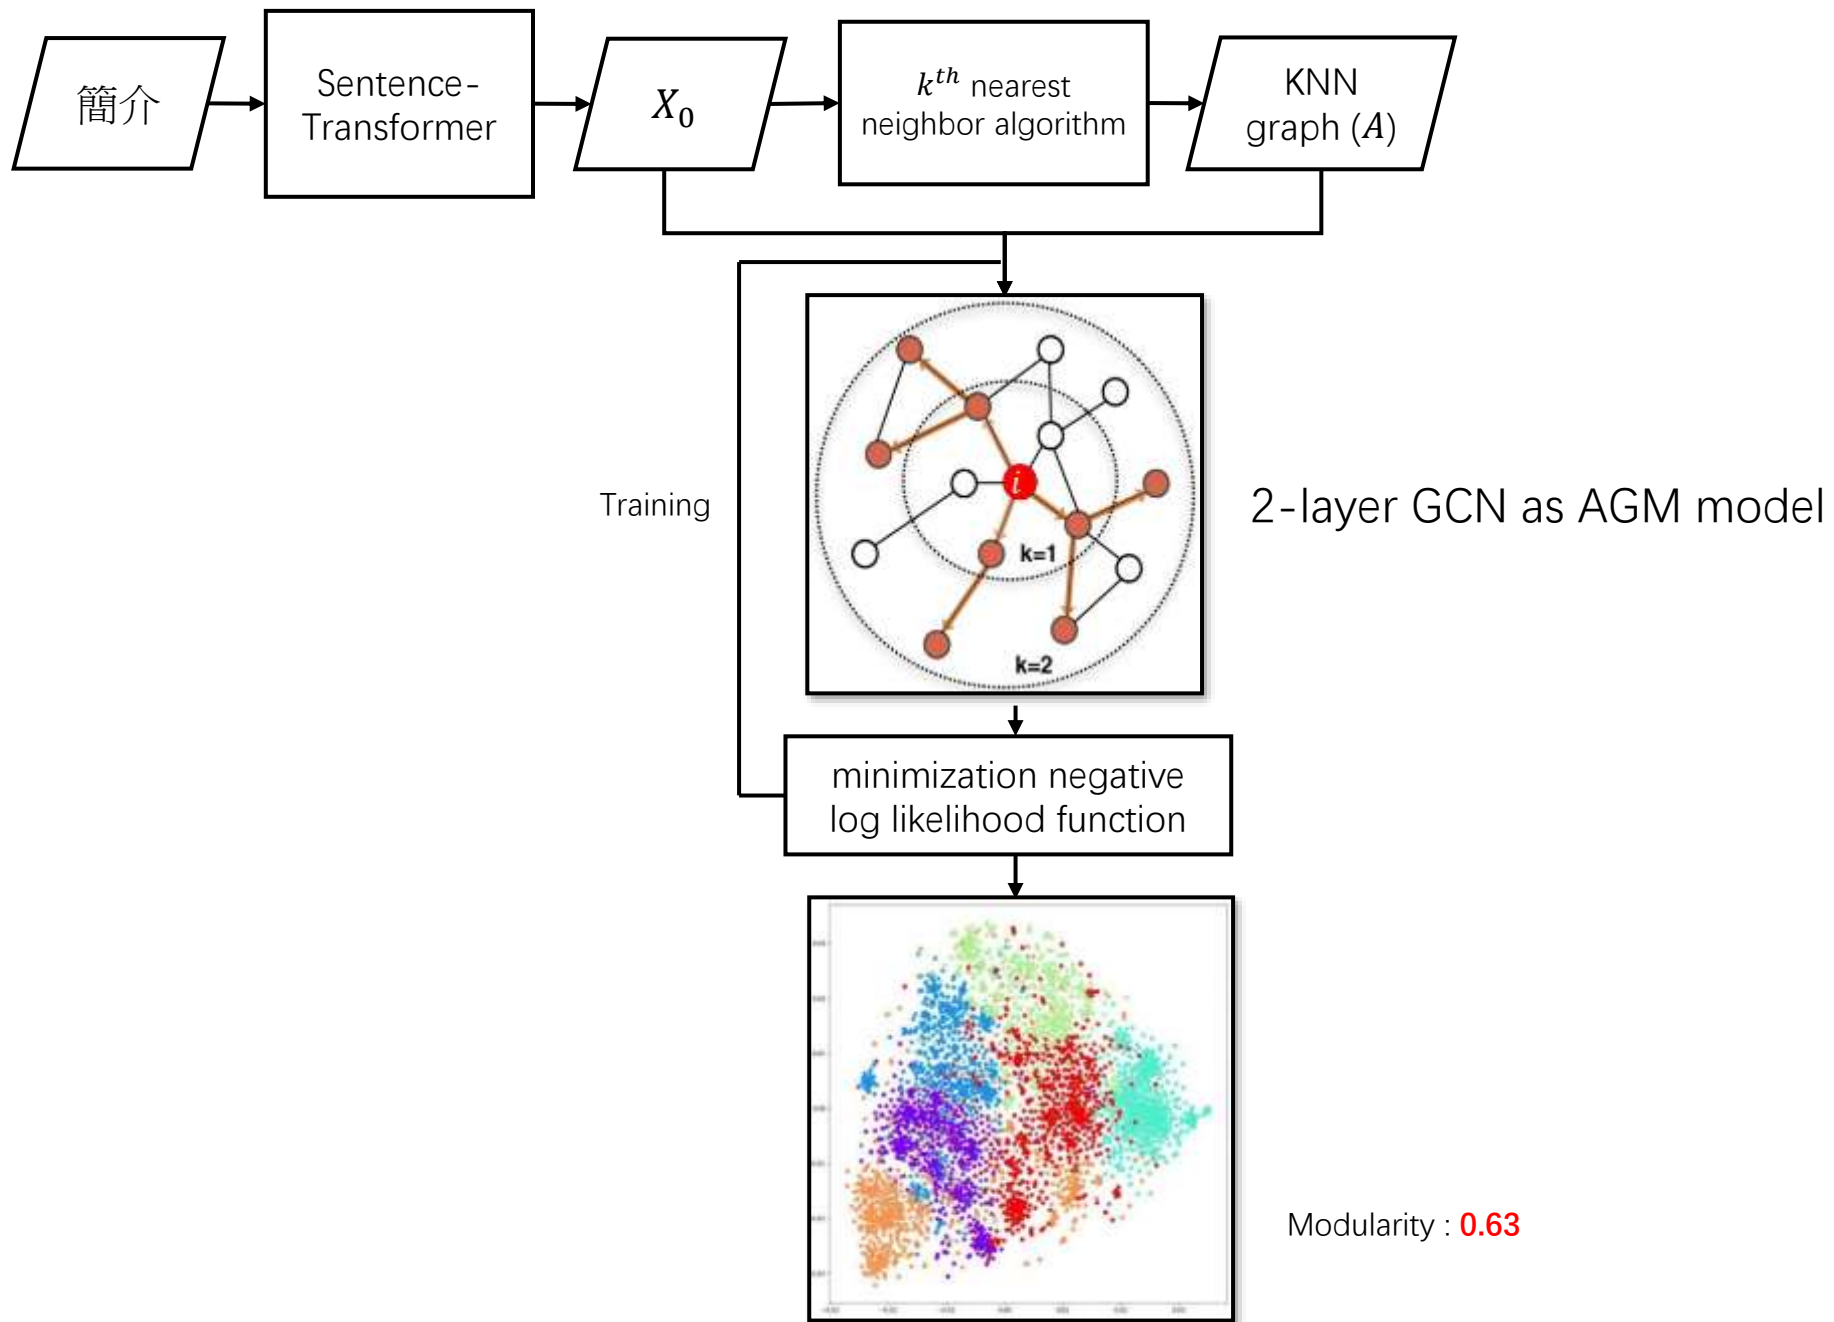 簡介
Sentence-
Transformer
X₀
kᵗʰ nearest
neighbor algorithm
KNN
graph (A)
Training
i
k=1
k=2
2-layer GCN as AGM model
minimization negative
log likelihood function
Modularity : 0.63